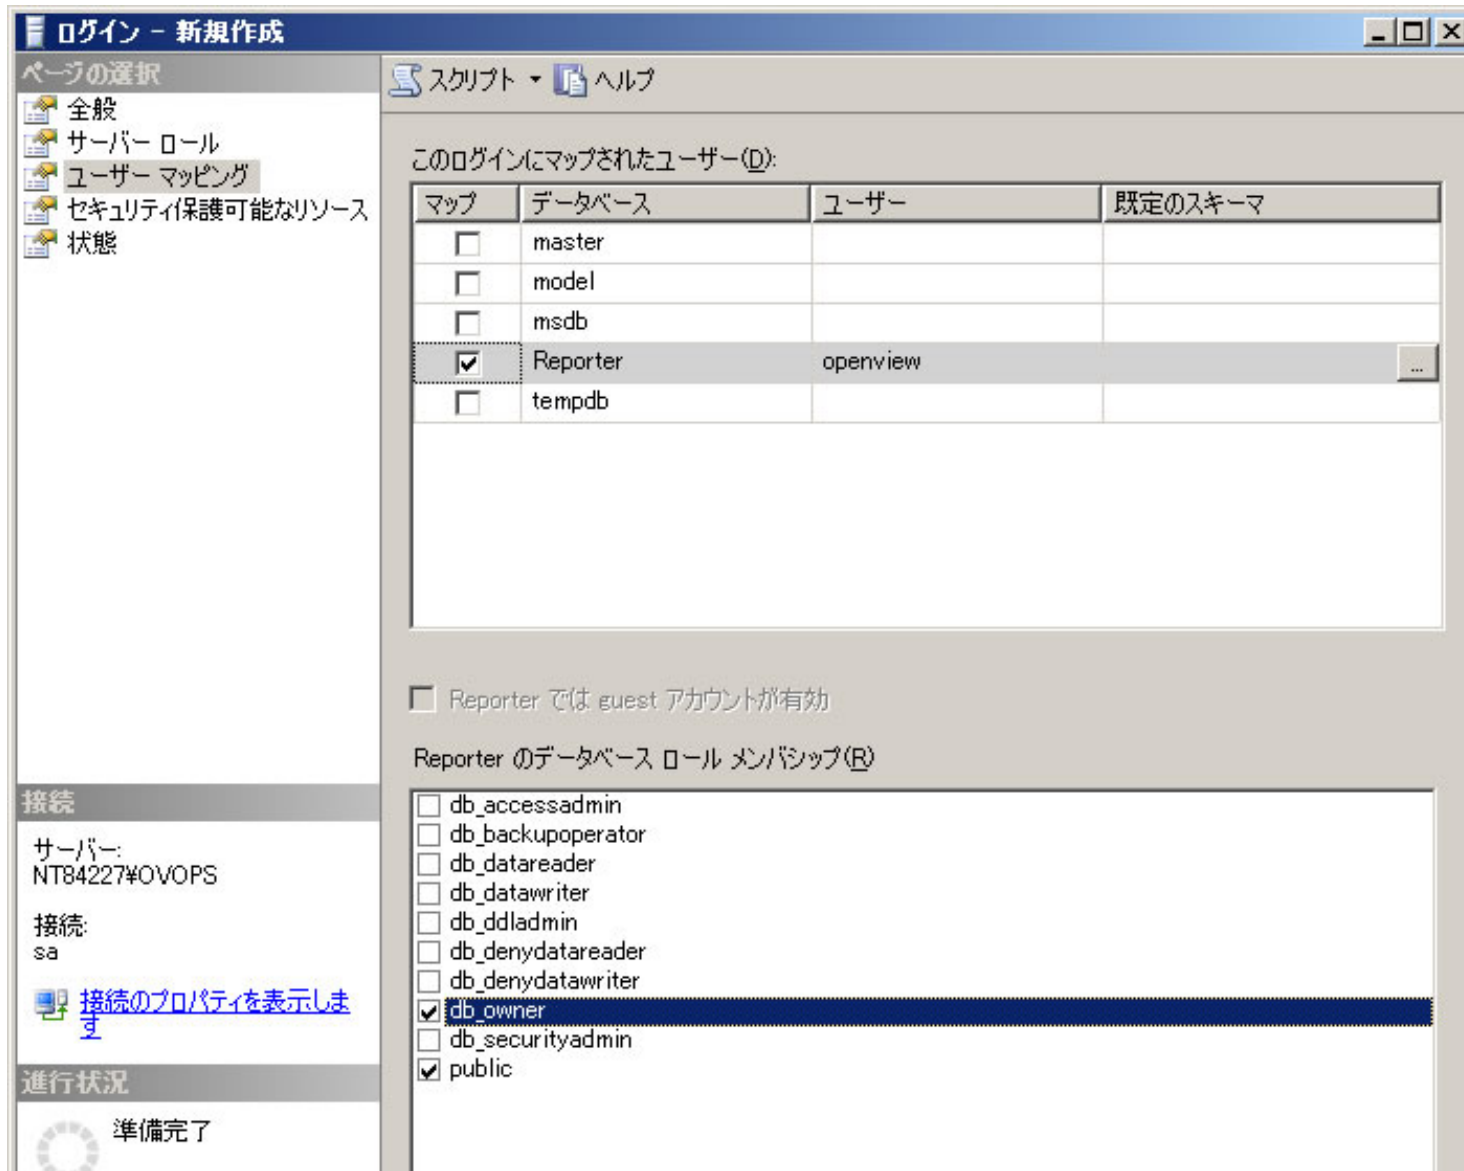 ログイン - 新規作成
ページの選択
全般
サーバー ロール
ユーザー マッピング
セキュリティ保護可能なリソース
状態
スクリプト ヘルプ
このログインにマップされたユーザー(D):
マップ データベース ユーザー 既定のスキーマ
master
model
msdb
Reporter openview ...
tempdb
Reporter では guest アカウントが有効
Reporter のデータベース ロール メンバシップ(R)
db_accessadmin
db_backupoperator
db_datareader
db_datawriter
db_ddladmin
db_denydatareader
db_denydatawriter
db_owner
db_securityadmin
public
接続
サーバー:
NT84227¥OVOPS
接続:
sa
接続のプロパティを表示しま
す
進行状況
準備完了